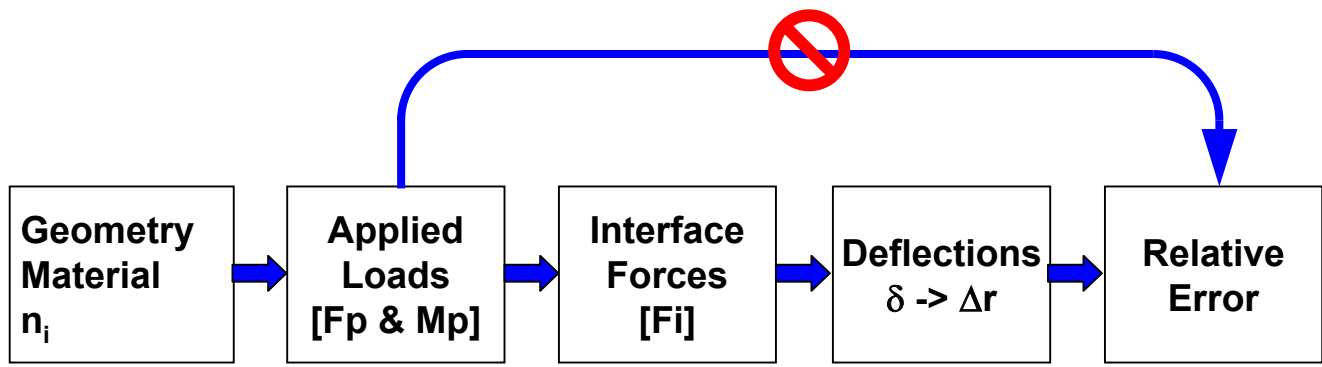 Geometry
Material
nᵢ
Applied
Loads
[Fp & Mp]
Interface
Forces
[Fi]
Deflections
δ -> Δr
Relative
Error